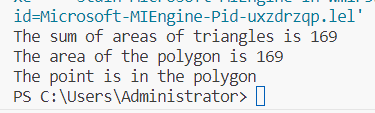 id=Microsoft-MIEngine-Pid-uxzdrzqp.lel'
The sum of areas of triangles is 169
The area of the polygon is 169
The point is in the polygon
PS C:\Users\Administrator>